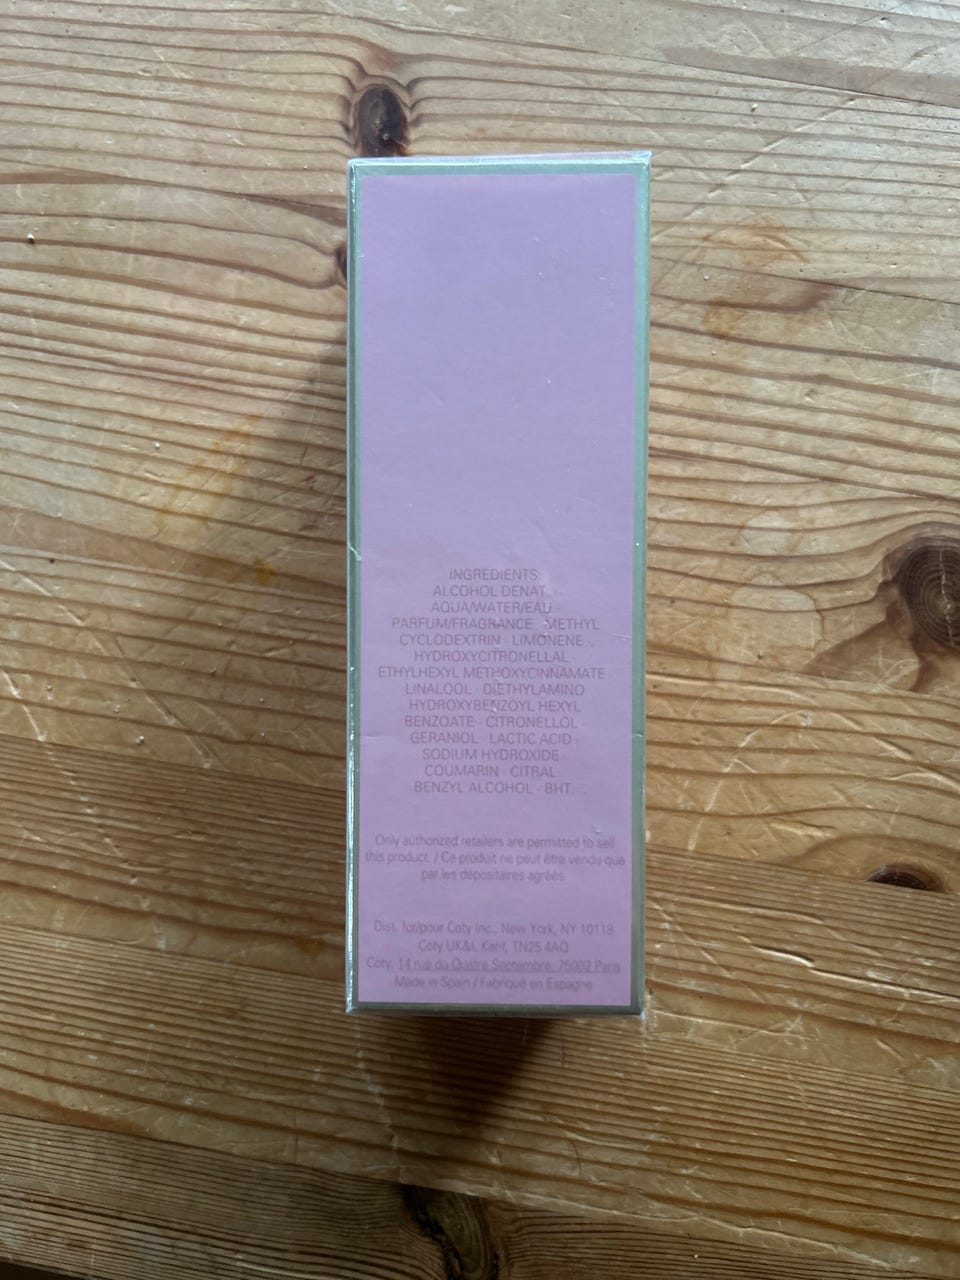 INGREDIENTS:
ALCOHOL DENAT. ·
AQUA/WATER/EAU ·
PARFUM/FRAGRANCE · METHYL
CYCLODEXTRIN · LIMONENE ·
HYDROXYCITRONELLAL ·
ETHYLHEXYL METHOXYCINNAMATE ·
LINALOOL · DIETHYLAMINO
HYDROXYBENZOYL HEXYL
BENZOATE · CITRONELLOL ·
GERANIOL · LACTIC ACID ·
SODIUM HYDROXIDE ·
COUMARIN · CITRAL ·
BENZYL ALCOHOL · BHT.
Only authorized retailers are permitted to sell
this product. / Ce produit ne peut être vendu que
par les dépositaires agréés.
Dist. for/pour Coty Inc., New York, NY 10118
Coty UK&I, Kent, TN25 4AQ
Coty, 14 rue du Quatre Septembre, 75002 Paris
Made in Spain / Fabriqué en Espagne